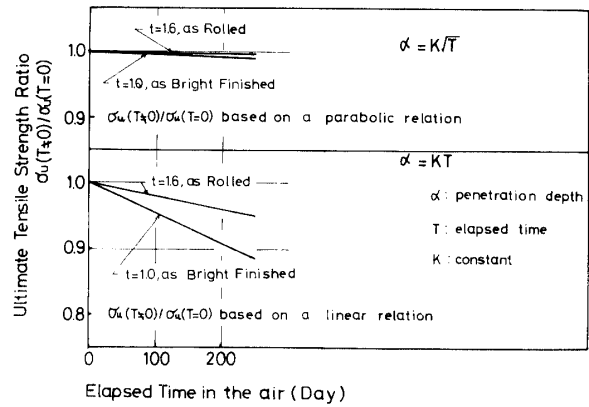 t=1.6, as Rolled
α = K√T
1.0
t=1.0, as Bright Finished
0.9
σu(T≒0)/σu(T=0) based on a parabolic relation
α = KT
1.0
t=1.6, as Rolled
α : penetration depth
T : elapsed time
0.9
K : constant
t=1.0, as Bright Finished
σu(T≒0)/σu(T=0) based on a linear relation
0.8
0 100 200
Elapsed Time in the air (Day)
Ultimate Tensile Strength Ratio
σu(T≒0)/σu(T=0)